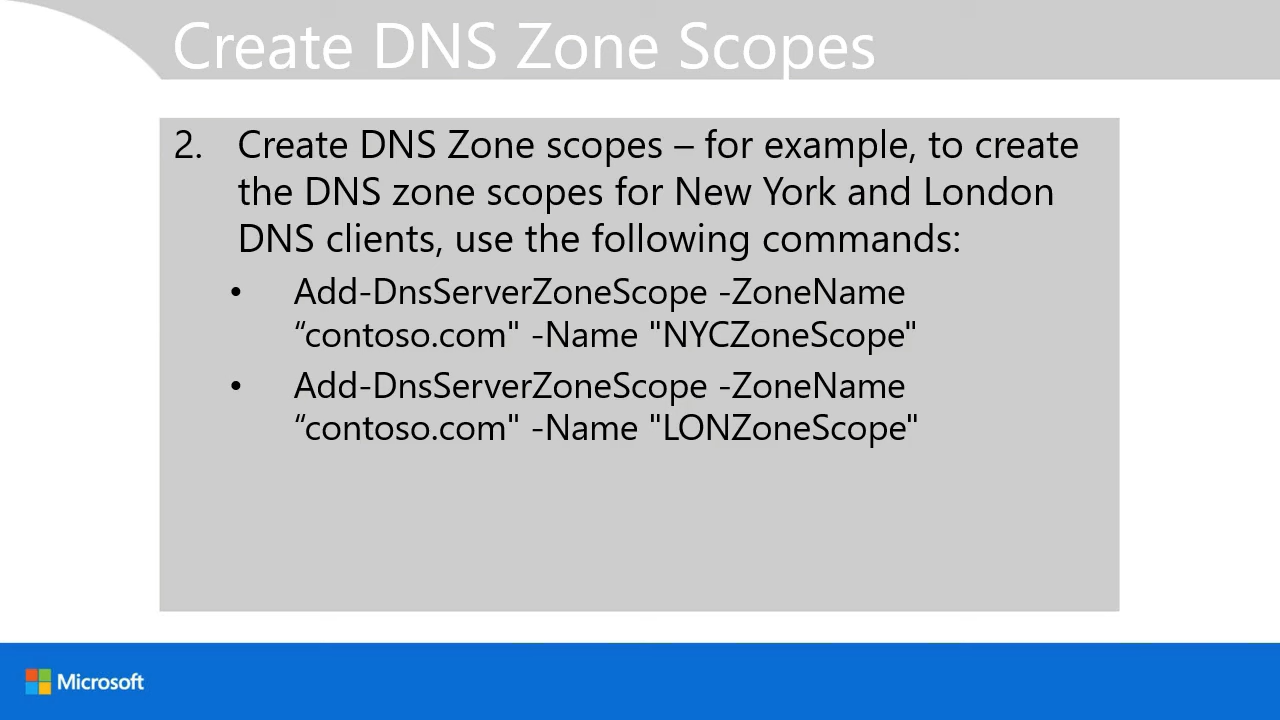 Create DNS Zone Scopes
2. Create DNS Zone scopes – for example, to create
the DNS zone scopes for New York and London
DNS clients, use the following commands:
• Add-DnsServerZoneScope -ZoneName
“contoso.com" -Name "NYCZoneScope"
• Add-DnsServerZoneScope -ZoneName
“contoso.com" -Name "LONZoneScope"
Microsoft